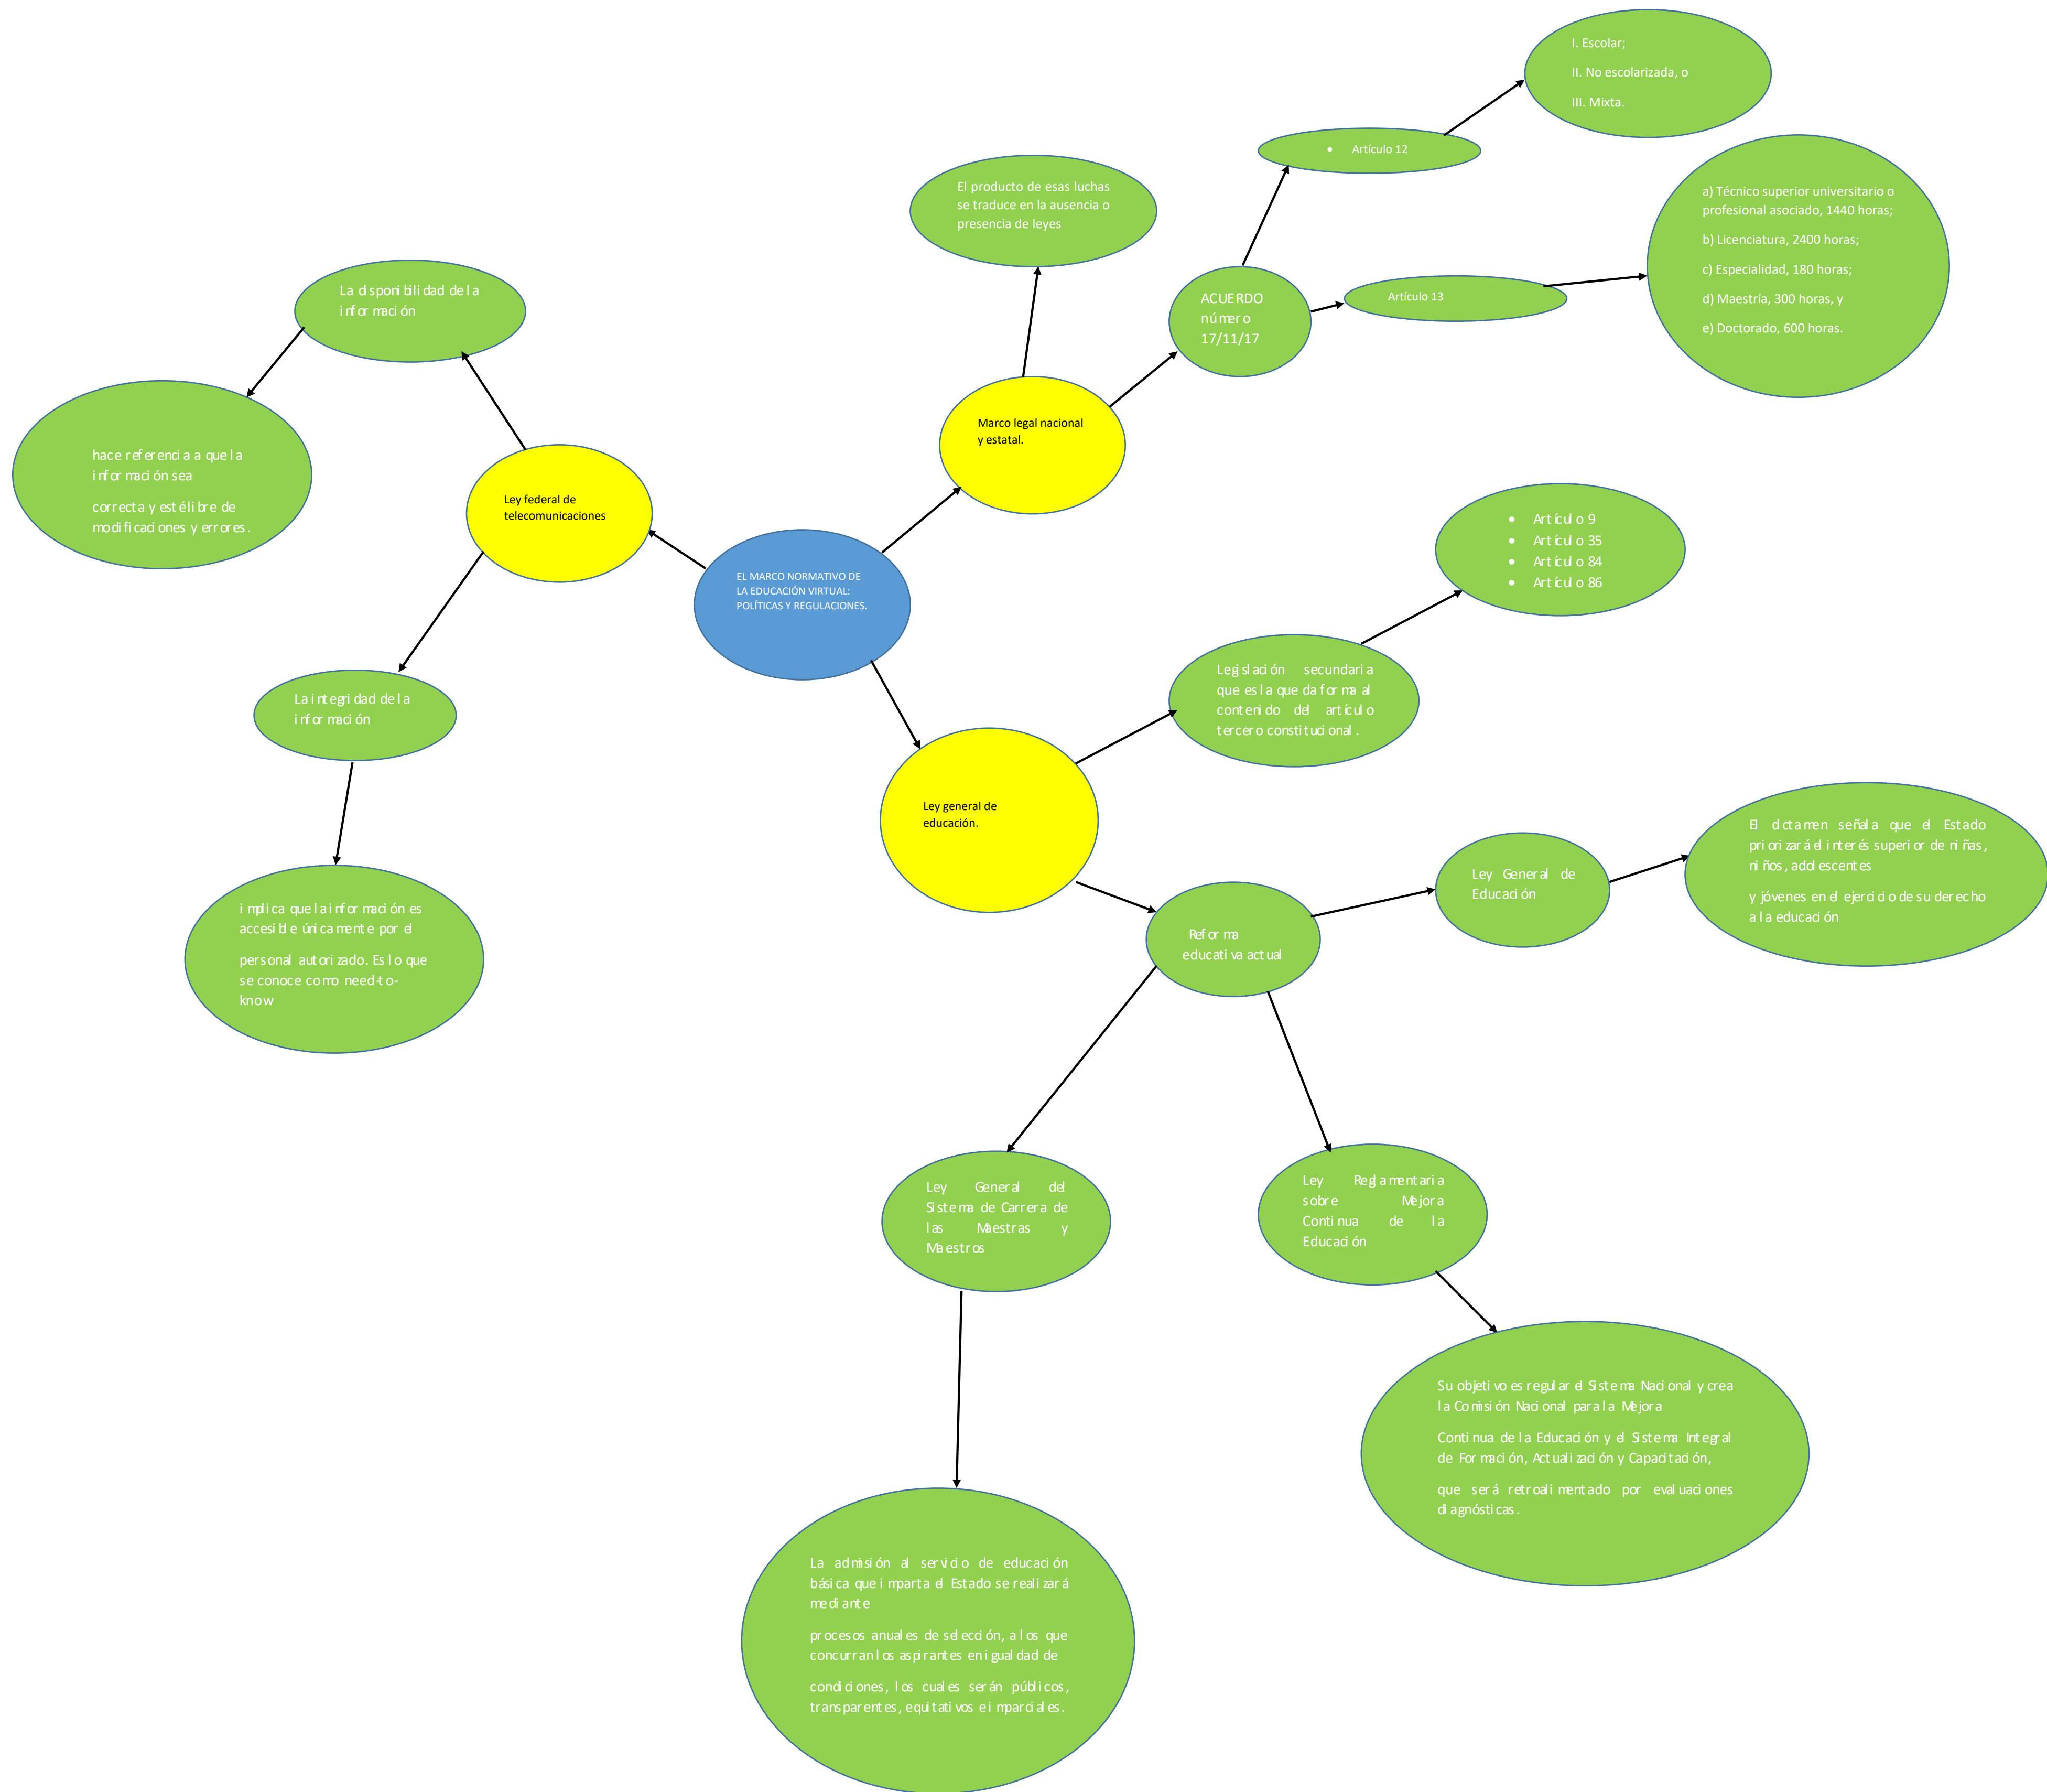 I. Escolar;
II. No escolarizada, o
III. Mixta.
• Artículo 12
a) Técnico superior universitario o
profesional asociado, 1440 horas;
b) Licenciatura, 2400 horas;
c) Especialidad, 180 horas;
d) Maestría, 300 horas, y
e) Doctorado, 600 horas.
El producto de esas luchas
se traduce en la ausencia o
presencia de leyes
ACUERDO
número
17/11/17
Artículo 13
La disponibilidad de la
información
Marco legal nacional
y estatal.
hace referencia a que la
información sea
correcta y esté libre de
modificaciones y errores.
Ley federal de
telecomunicaciones
EL MARCO NORMATIVO DE
LA EDUCACIÓN VIRTUAL:
POLÍTICAS Y REGULACIONES.
• Artículo 9
• Artículo 35
• Artículo 84
• Artículo 86
Legislación secundaria
que es la que da forma al
contenido del artículo
tercero constitucional.
La integridad de la
información
Ley general de
educación.
implica que la información es
accesible únicamente por el
personal autorizado. Es lo que
se conoce como need-to-
know
Ley General de
Educación
El dictamen señala que el Estado
priorizará el interés superior de niñas,
niños, adolescentes
y jóvenes en el ejercicio de su derecho
a la educación
Reforma
educativa actual
Ley General del
Sistema de Carrera de
las Maestras y
Maestros
Ley Reglamentaria
sobre Mejora
Continua de la
Educación
Su objetivo es regular el Sistema Nacional y crea
la Comisión Nacional para la Mejora
Continua de la Educación y el Sistema Integral
de Formación, Actualización y Capacitación,
que será retroalimentado por evaluaciones
diagnósticas.
La admisión al servicio de educación
básica que imparta el Estado se realizará
mediante
procesos anuales de selección, a los que
concurran los aspirantes en igualdad de
condiciones, los cuales serán públicos,
transparentes, equitativos e imparciales.